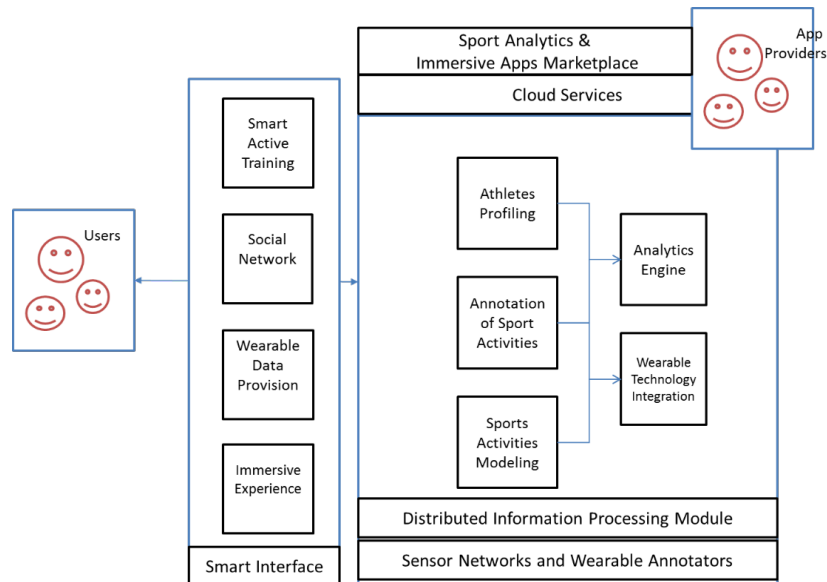 Sport Analytics &
Immersive Apps Marketplace
App
Providers
Cloud Services
Users
Smart
Active
Training
Social
Network
Wearable
Data
Provision
Immersive
Experience
Smart Interface
Athletes
Profiling
Annotation
of Sport
Activities
Sports
Activities
Modeling
Analytics
Engine
Wearable
Technology
Integration
Distributed Information Processing Module
Sensor Networks and Wearable Annotators